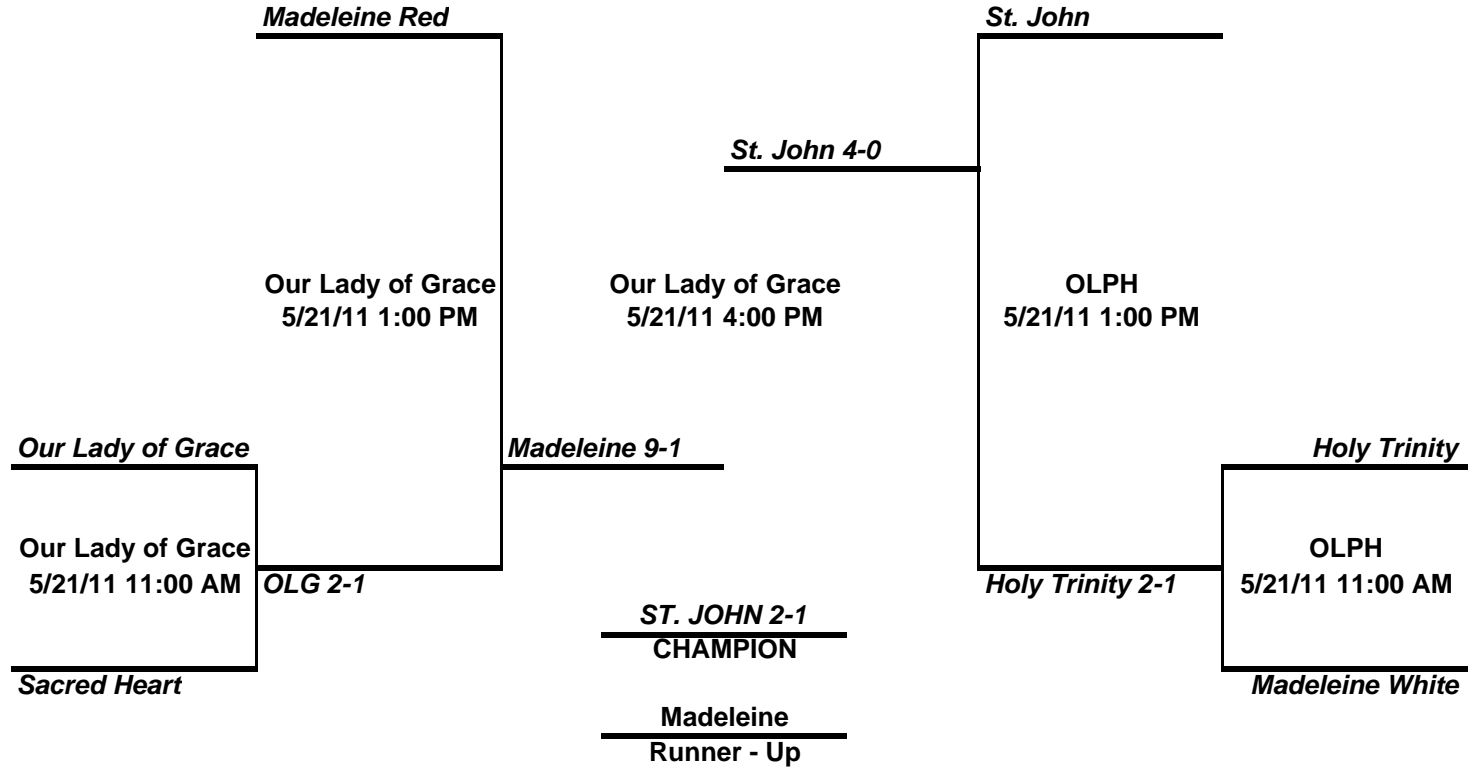 Madeleine Red
St. John
St. John 4-0
Our Lady of Grace
5/21/11 1:00 PM
Our Lady of Grace
5/21/11 4:00 PM
OLPH
5/21/11 1:00 PM
Our Lady of Grace
Madeleine 9-1
Holy Trinity
Our Lady of Grace
5/21/11 11:00 AM
OLG 2-1
Holy Trinity 2-1
OLPH
5/21/11 11:00 AM
ST. JOHN 2-1
CHAMPION
Sacred Heart
Madeleine White
Madeleine
Runner - Up